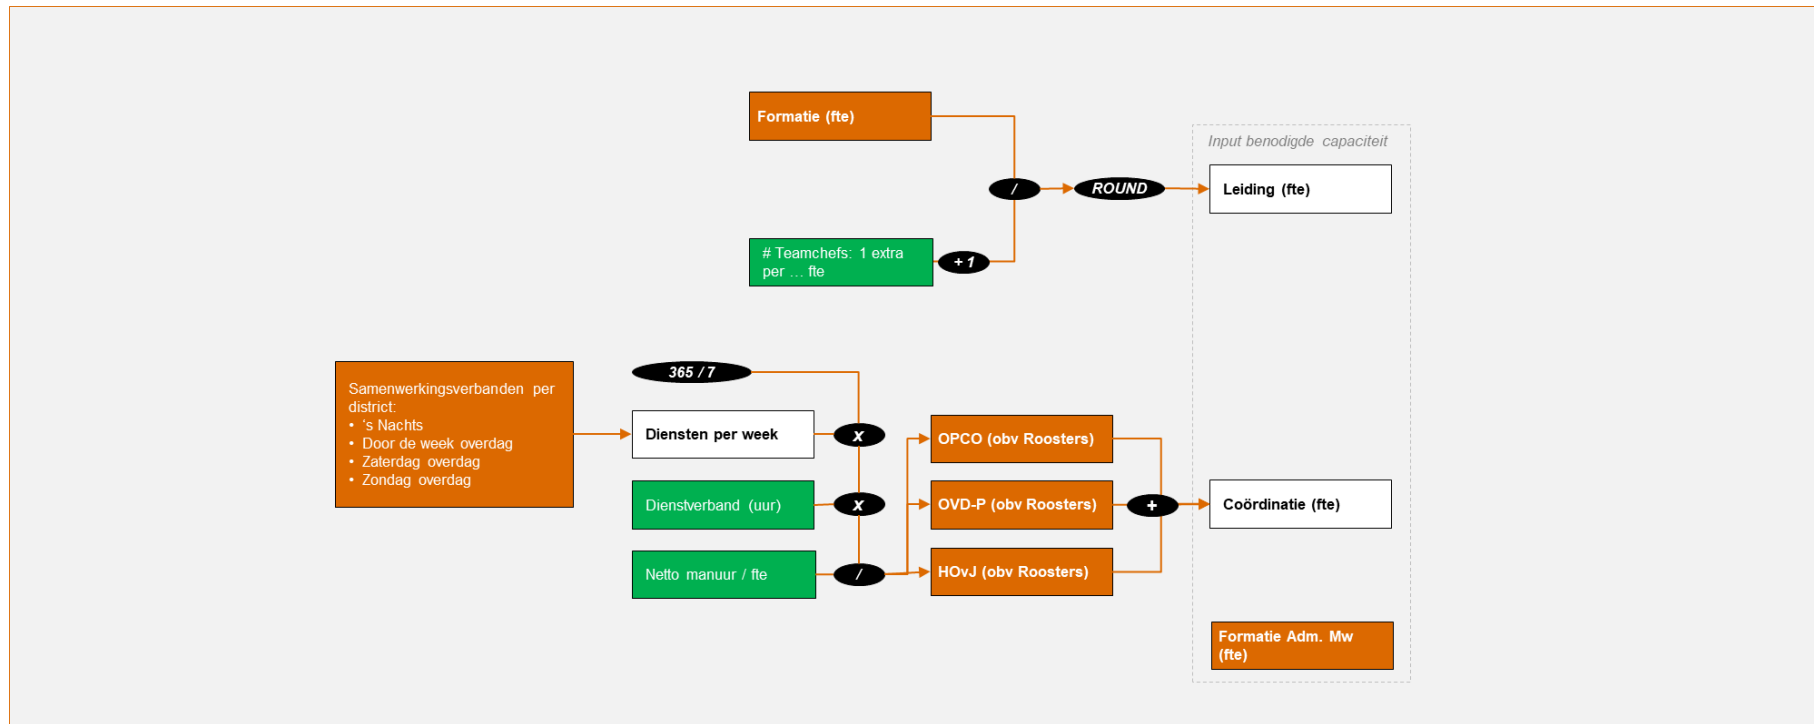 Formatie (fte)
Input benodigde capaciteit
/
ROUND
Leiding (fte)
# Teamchefs: 1 extra
per … fte
+ 1
Samenwerkingsverbanden per
district:
• 's Nachts
• Door de week overdag
• Zaterdag overdag
• Zondag overdag
365 / 7
Diensten per week
x
Dienstverband (uur)
x
Netto manuur / fte
/
OPCO (obv Roosters)
OVD-P (obv Roosters)
HOvJ (obv Roosters)
+
Coördinatie (fte)
Formatie Adm. Mw
(fte)